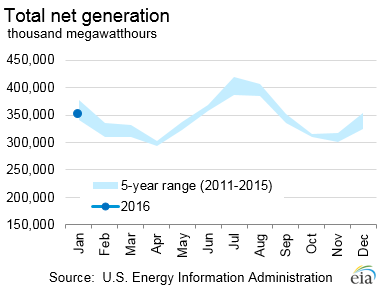 Total net generation
thousand megawatthours
450,000
400,000
350,000
300,000
250,000
200,000
150,000
5-year range (2011-2015)
2016
Jan Feb Mar Apr May Jun Jul Aug Sep Oct Nov Dec
Source: U.S. Energy Information Administration
eia